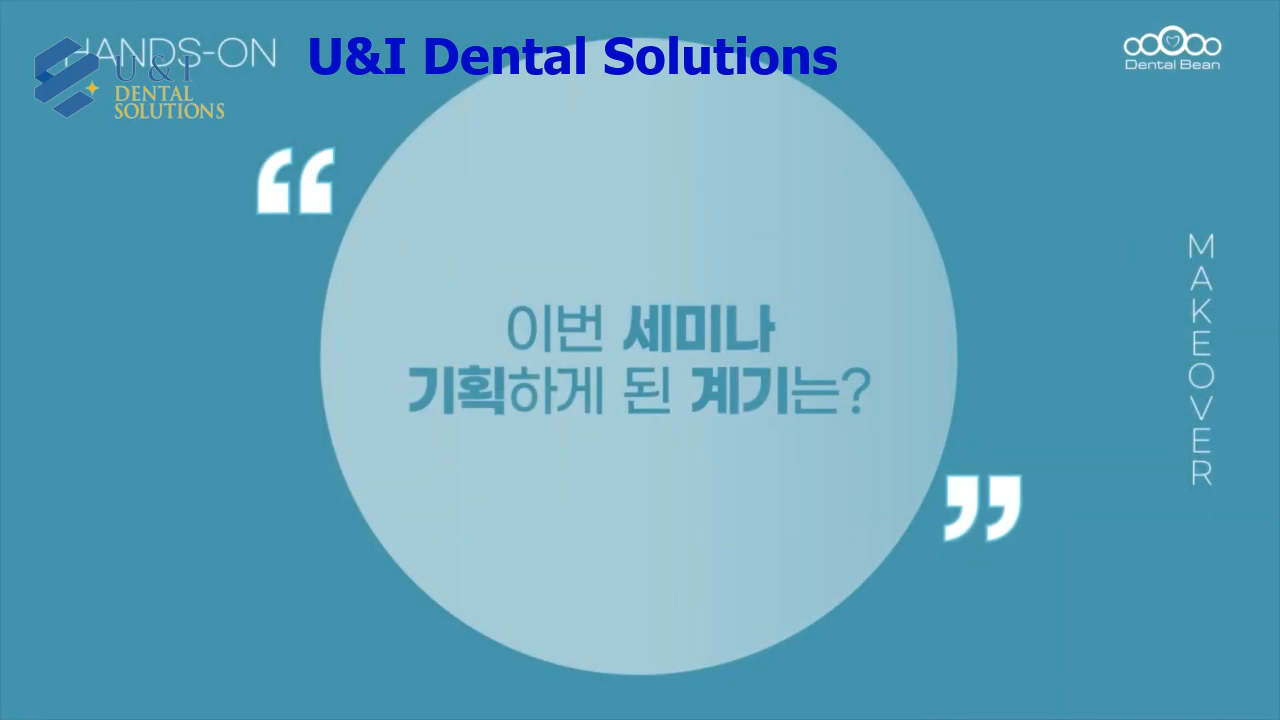 HANDS-ON
U & I
DENTAL
SOLUTIONS
U&I Dental Solutions
Dental Bean
“
이번 세미나
기획하게 된 계기는?
”
MAKEOVER